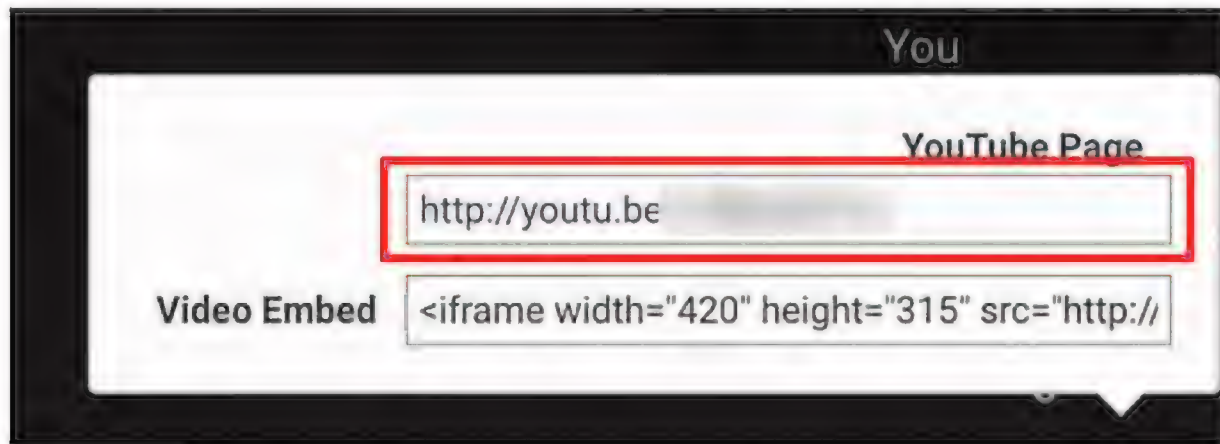 You
YouTube Page
http://youtu.be
Video Embed <iframe width="420" height="315" src="http://